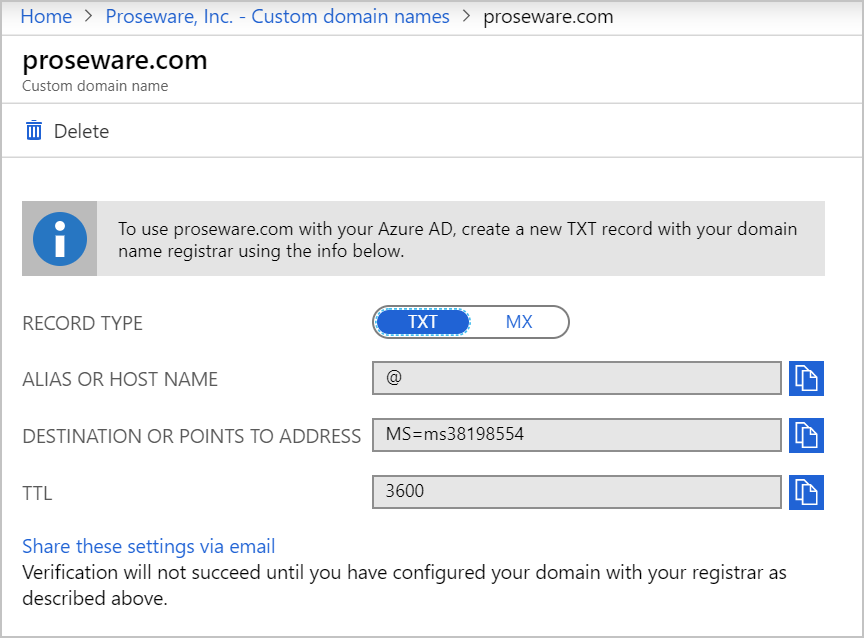 Home > Proseware, Inc. - Custom domain names > proseware.com
proseware.com
Custom domain name
Delete
To use proseware.com with your Azure AD, create a new TXT record with your domain
name registrar using the info below.
RECORD TYPE TXT MX
ALIAS OR HOST NAME @
DESTINATION OR POINTS TO ADDRESS MS=ms38198554
TTL 3600
Share these settings via email
Verification will not succeed until you have configured your domain with your registrar as
described above.